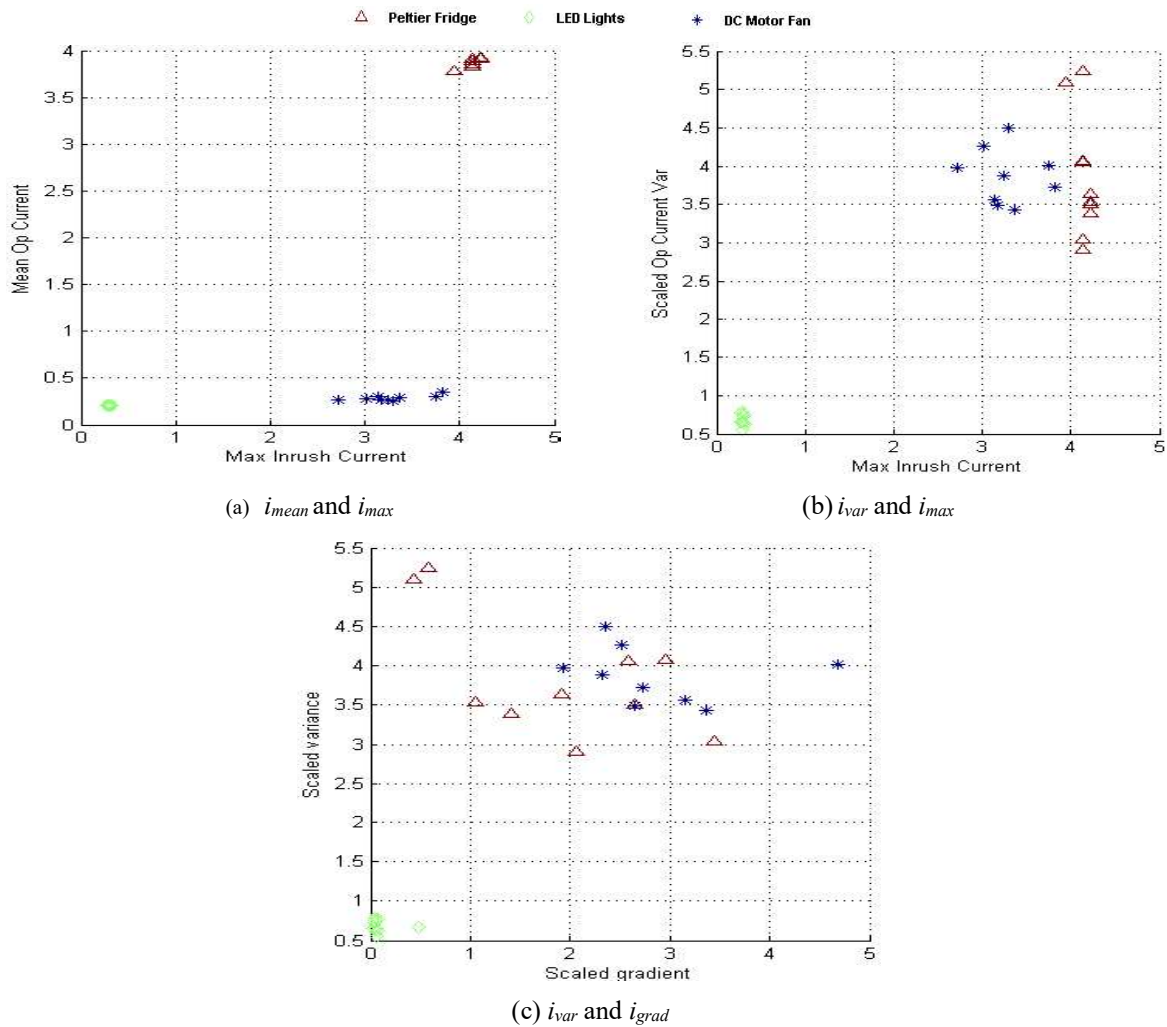 Peltier Fridge LED Lights DC Motor Fan
4
3.5
3
2.5
2
1.5
1
0.5
0
Mean Op Current
0 1 2 3 4 5
Max Inrush Current
(a) imean and imax
5.5
5
4.5
4
3.5
3
2.5
2
1.5
1
0.5
Scaled Op Current Var
0 1 2 3 4 5
Max Inrush Current
(b) ivar and imax
5.5
5
4.5
4
3.5
3
2.5
2
1.5
1
0.5
Scaled variance
0 1 2 3 4 5
Scaled gradient
(c) ivar and igrad